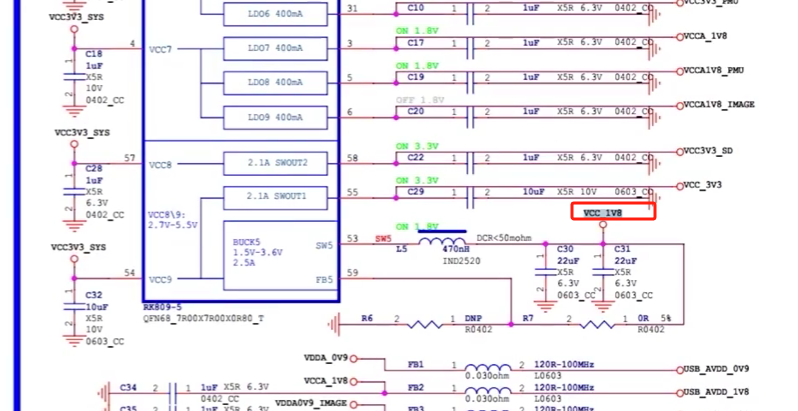 LDO6 400mA 31 C10 1 2 1uF X5R 6.3V 0402_CC VCC3V3_PMU
VCC3V3_SYS
ON 1.8V
4 VCC7 LDO7 400mA 3 C17 1uF X5R 6.3V 0402_CC VCCA_1V8
C18
1uF
X5R
10V
0402_CC
ON 1.8V
LDO8 400mA 5 C19 1uF X5R 6.3V 0402_CC VCCA1V8_PMU
OFF 1.8V
LDO9 400mA 6 C20 1uF X5R 6.3V 0402_CC VCCA1V8_IMAGE
VCC3V3_SYS
ON 3.3V
57 VCC8 2.1A SWOUT2 58 C22 1uF X5R 6.3V 0402_CC VCC3V3_SD
C28
1uF
X5R
6.3V
0402_CC
ON 3.3V
2.1A SWOUT1 55 C29 10uF X5R 10V 0603_CC VCC_3V3
VCC8\9:
2.7V-5.5V
VCC_1V8
ON 1.8V
BUCK5
1.5V-3.6V
2.5A
SW5 53 SW5 L5 470nH DCR<50mohm
IND2520
C30
22uF
X5R
6.3V
0603_CC
C31
22uF
X5R
6.3V
0603_CC
VCC3V3_SYS
54 VCC9 FB5 59
C32
10uF
X5R
10V
0603_CC
RK809-5
QFN68_7R00X7R00X0R80_T
R6 2 1 DNP
R0402
R7 2 1 0R 5%
R0402
VDDA_0V9 FB1 1 2 120R-100MHz USB_AVDD_0V9
0.030ohm L0603
VCCA_1V8 FB2 1 2 120R-100MHz USB_AVDD_1V8
0.030ohm L0603
C34 2 1 1uF X5R 6.3V
0402_CC
VDDA0V9_IMAGE FB3 1 2 120R-100MHz
C35 2 1 1uF X5R 6.3V